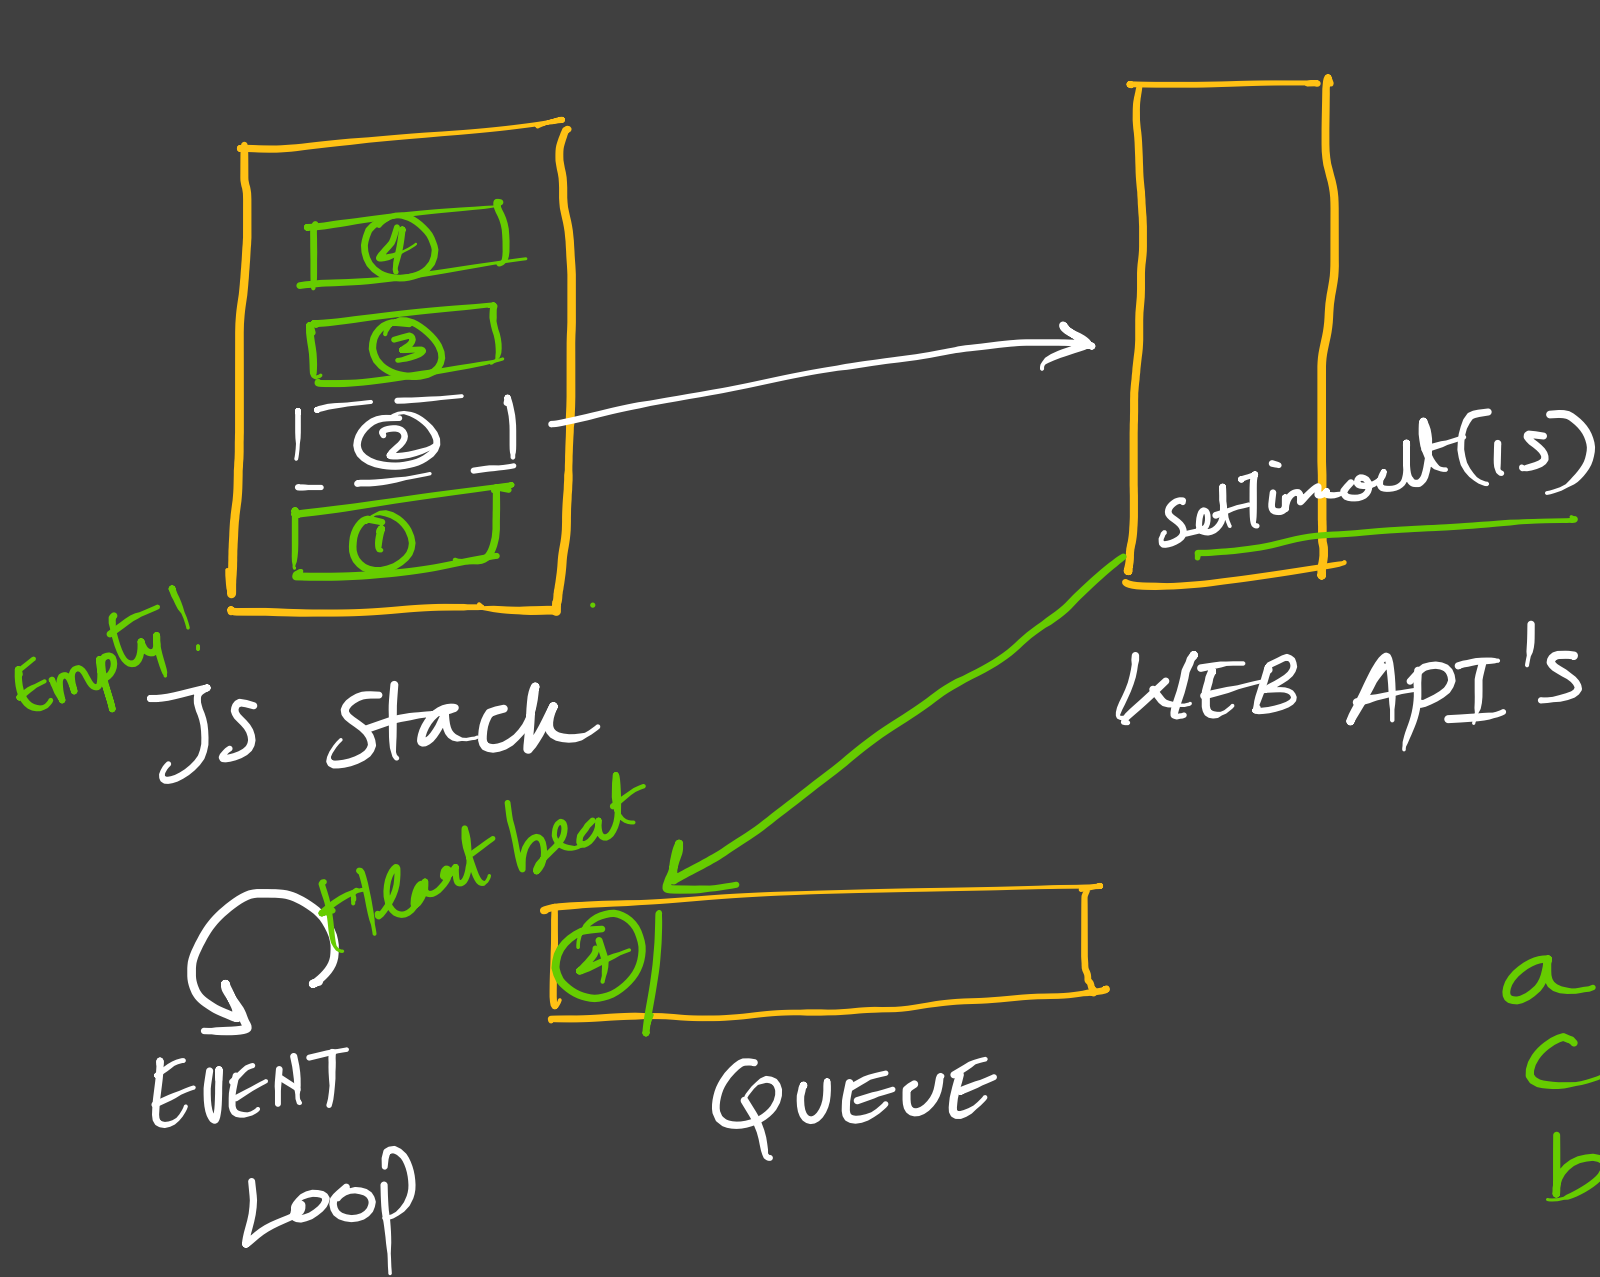 4
3
2
1
Empty!
Js Stack
setTimeout(1s)
WEB API's
Heart beat
EVENT
LOOP
4
QUEUE
a
c
b